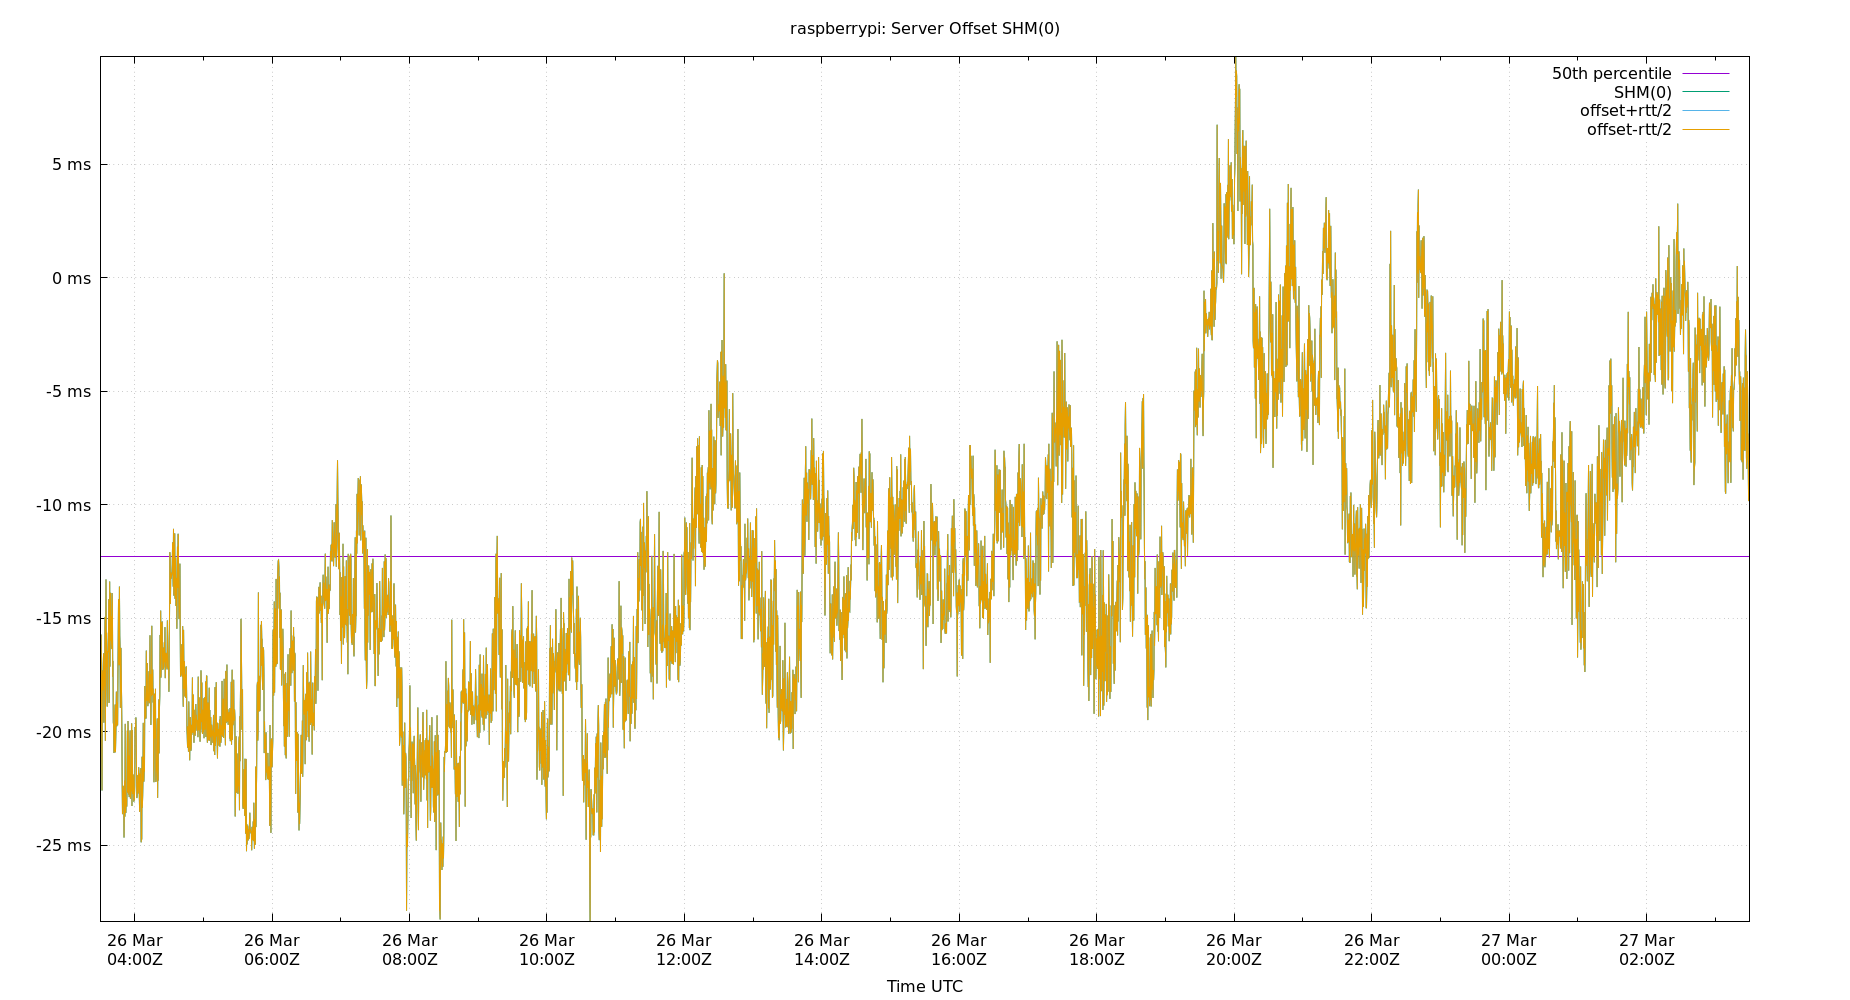 raspberrypi: Server Offset SHM(0)
50th percentile
SHM(0)
offset+rtt/2
offset-rtt/2
5 ms
0 ms
-5 ms
-10 ms
-15 ms
-20 ms
-25 ms
26 Mar 26 Mar 26 Mar 26 Mar 26 Mar 26 Mar 26 Mar 26 Mar 26 Mar 26 Mar 27 Mar 27 Mar
04:00Z 06:00Z 08:00Z 10:00Z 12:00Z 14:00Z 16:00Z 18:00Z 20:00Z 22:00Z 00:00Z 02:00Z
Time UTC